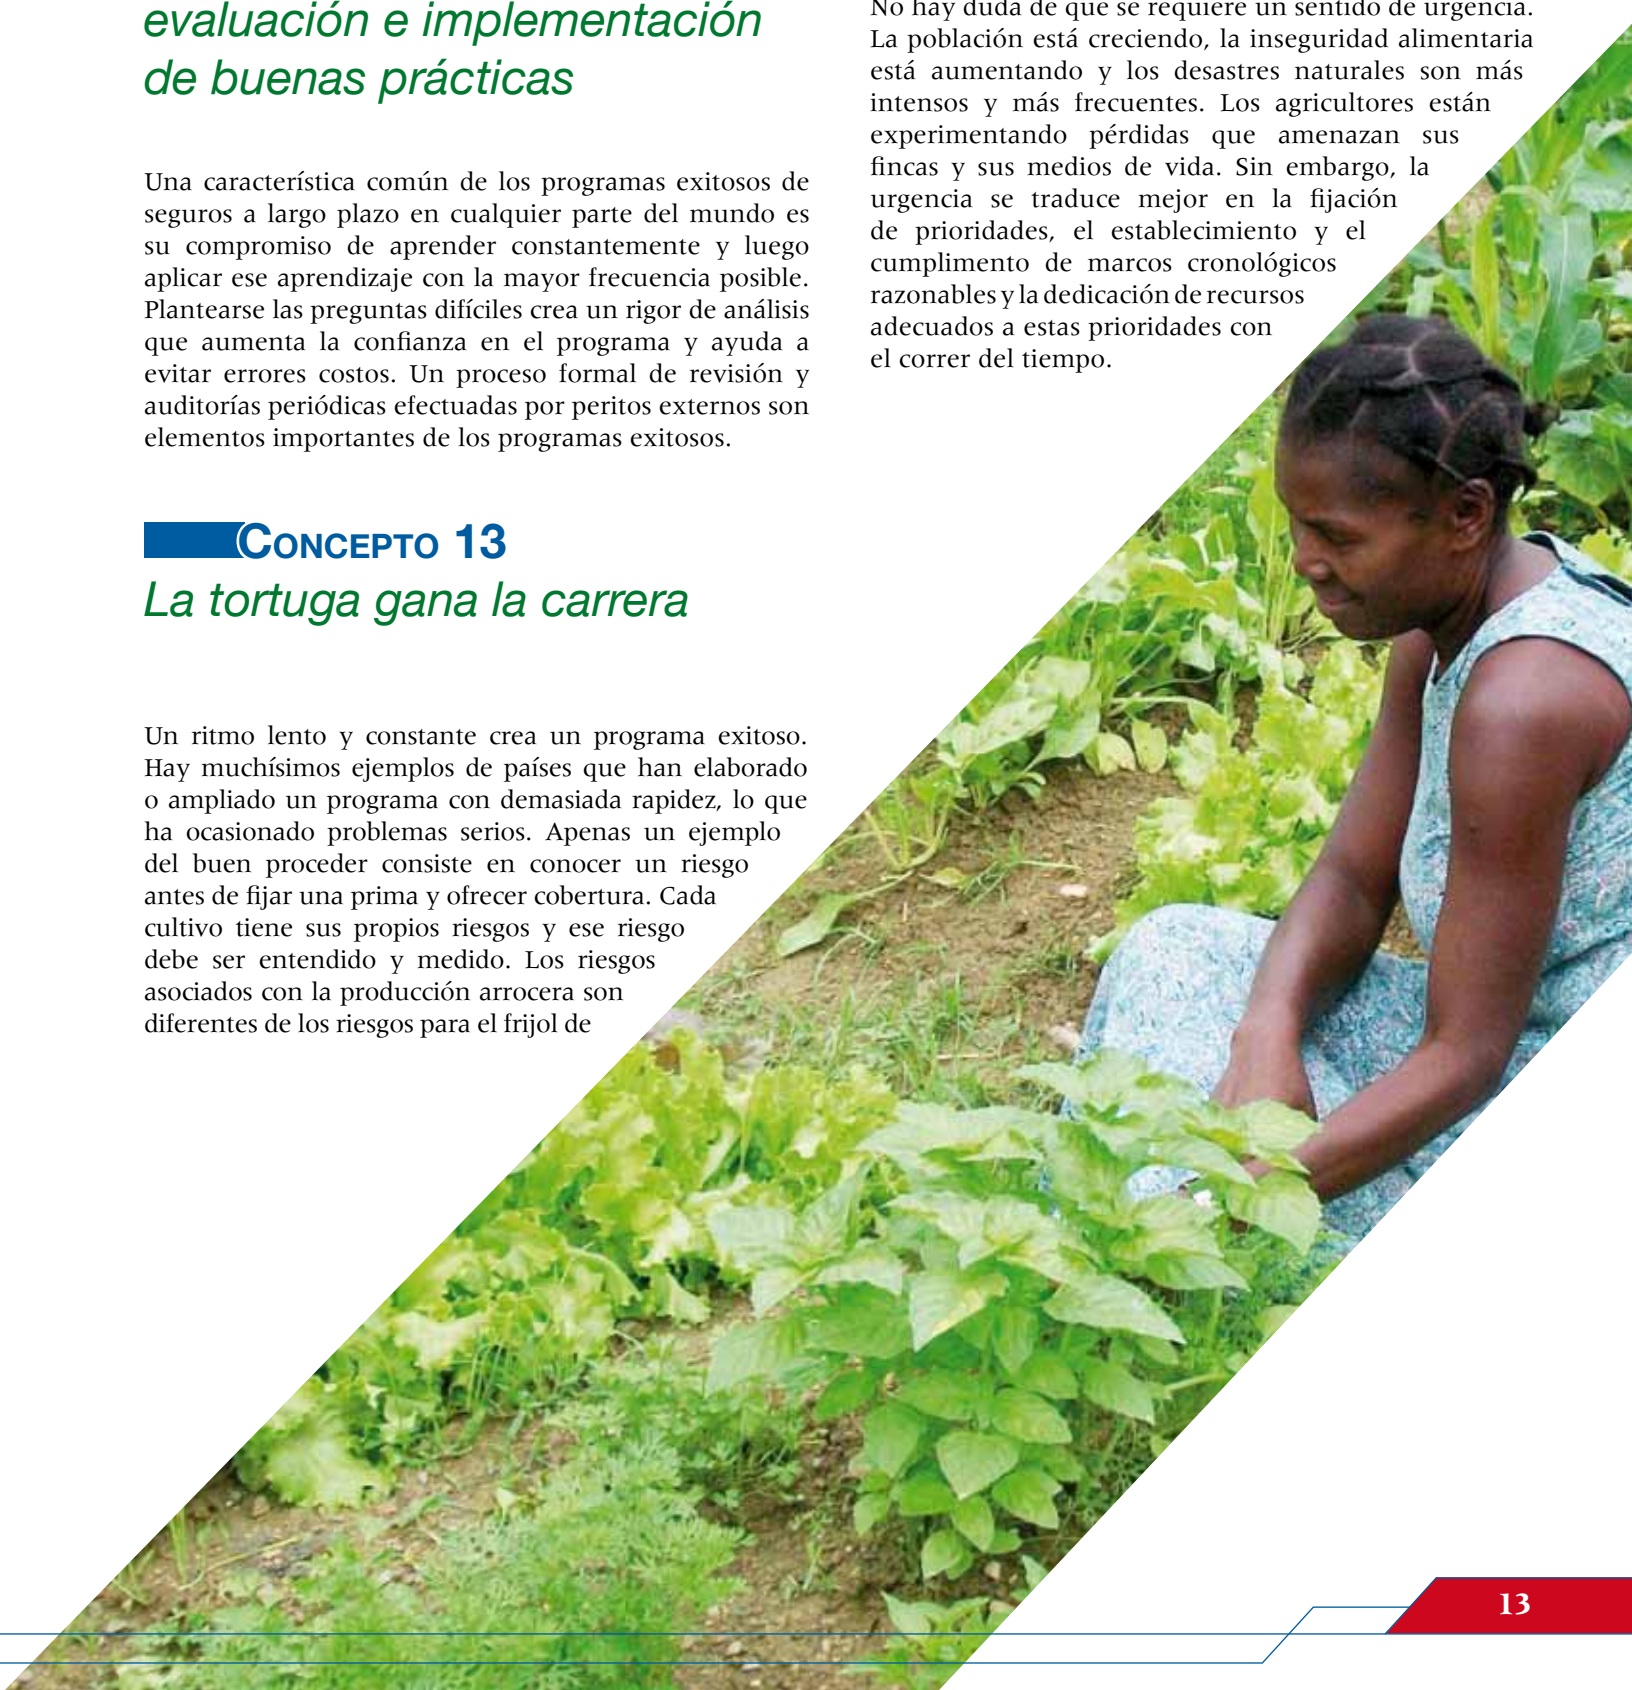 evaluación e implementación
de buenas prácticas
Una característica común de los programas exitosos de
seguros a largo plazo en cualquier parte del mundo es
su compromiso de aprender constantemente y luego
aplicar ese aprendizaje con la mayor frecuencia posible.
Plantearse las preguntas difíciles crea un rigor de análisis
que aumenta la confianza en el programa y ayuda a
evitar errores costos. Un proceso formal de revisión y
auditorías periódicas efectuadas por peritos externos son
elementos importantes de los programas exitosos.
CONCEPTO 13
La tortuga gana la carrera
Un ritmo lento y constante crea un programa exitoso.
Hay muchísimos ejemplos de países que han elaborado
o ampliado un programa con demasiada rapidez, lo que
ha ocasionado problemas serios. Apenas un ejemplo
del buen proceder consiste en conocer un riesgo
antes de fijar una prima y ofrecer cobertura. Cada
cultivo tiene sus propios riesgos y ese riesgo
debe ser entendido y medido. Los riesgos
asociados con la producción arrocera son
diferentes de los riesgos para el frijol de
No hay duda de que se requiere un sentido de urgencia.
La población está creciendo, la inseguridad alimentaria
está aumentando y los desastres naturales son más
intensos y más frecuentes. Los agricultores están
experimentando pérdidas que amenazan sus
fincas y sus medios de vida. Sin embargo, la
urgencia se traduce mejor en la fijación
de prioridades, el establecimiento y el
cumplimento de marcos cronológicos
razonables y la dedicación de recursos
adecuados a estas prioridades con
el correr del tiempo.
13